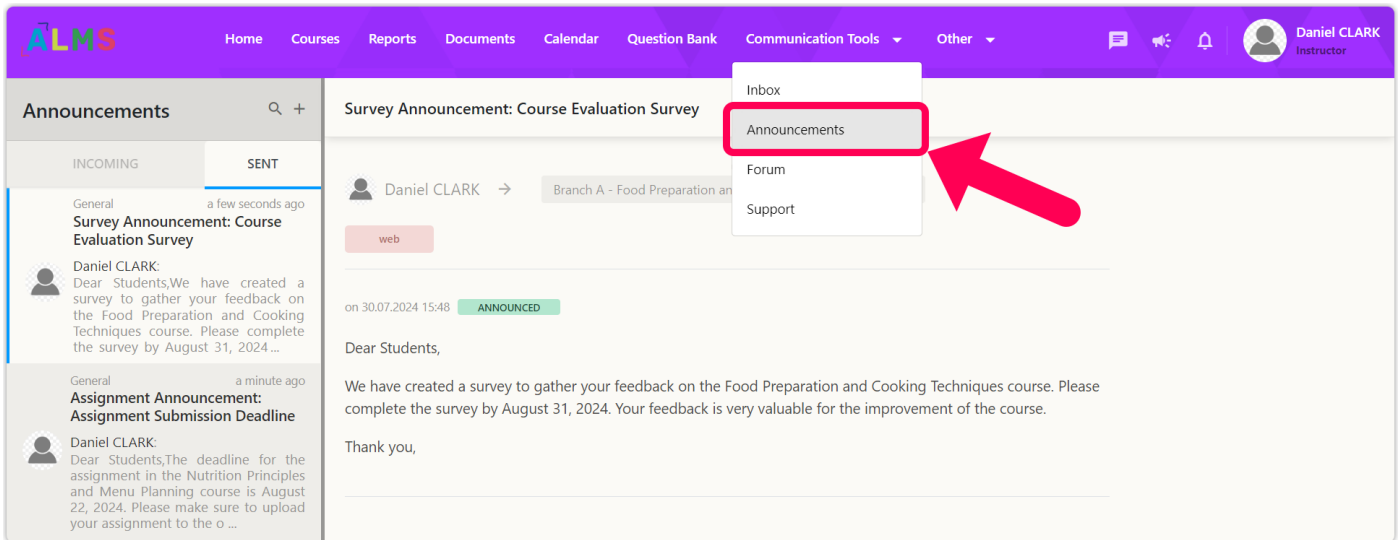 ALMS
Home Courses Reports Documents Calendar Question Bank Communication Tools Other
Daniel CLARK
Instructor
Inbox
Announcements
Forum
Support
Announcements
INCOMING SENT
General a few seconds ago
Survey Announcement: Course
Evaluation Survey
Daniel CLARK:
Dear Students,We have created a
survey to gather your feedback on
the Food Preparation and Cooking
Techniques course. Please complete
the survey by August 31, 2024 ...
General a minute ago
Assignment Announcement:
Assignment Submission Deadline
Daniel CLARK:
Dear Students,The deadline for the
assignment in the Nutrition Principles
and Menu Planning course is August
22, 2024. Please make sure to upload
your assignment to the o ...
Survey Announcement: Course Evaluation Survey
Daniel CLARK → Branch A - Food Preparation an
web
on 30.07.2024 15:48 ANNOUNCED
Dear Students,
We have created a survey to gather your feedback on the Food Preparation and Cooking Techniques course. Please
complete the survey by August 31, 2024. Your feedback is very valuable for the improvement of the course.
Thank you,